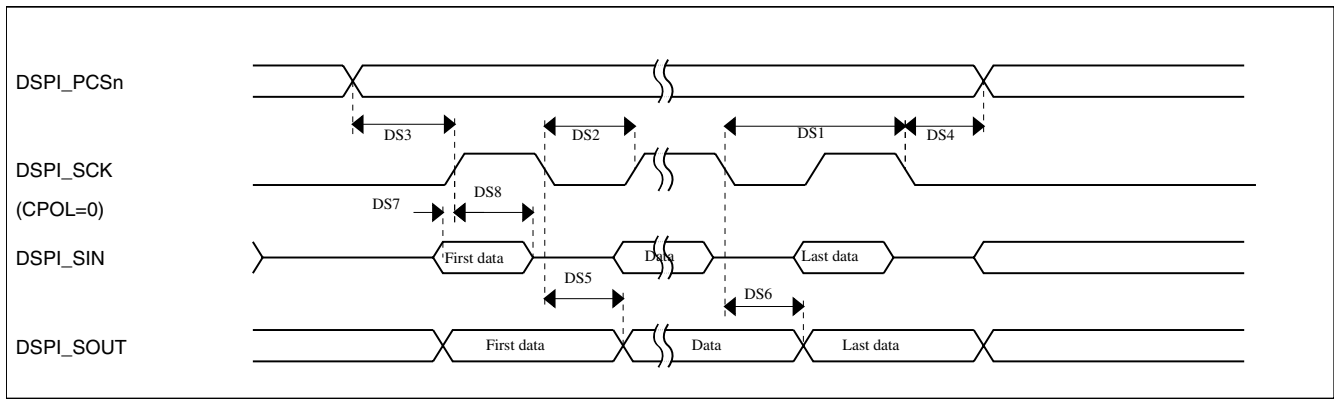 DSPI_PCSn
DS3
DS2
DS1
DS4
DSPI_SCK
(CPOL=0)
DS7
DS8
DSPI_SIN
First data
Data
Last data
DS5
DS6
DSPI_SOUT
First data
Data
Last data